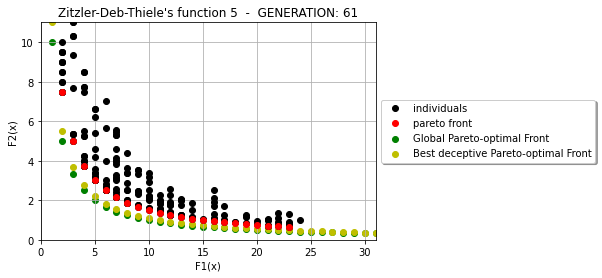 Zitzler-Deb-Thiele's function 5 - GENERATION: 61
10
8
6
4
2
0
F2(x)
0 5 10 15 20 25 30
F1(x)
individuals
pareto front
Global Pareto-optimal Front
Best deceptive Pareto-optimal Front